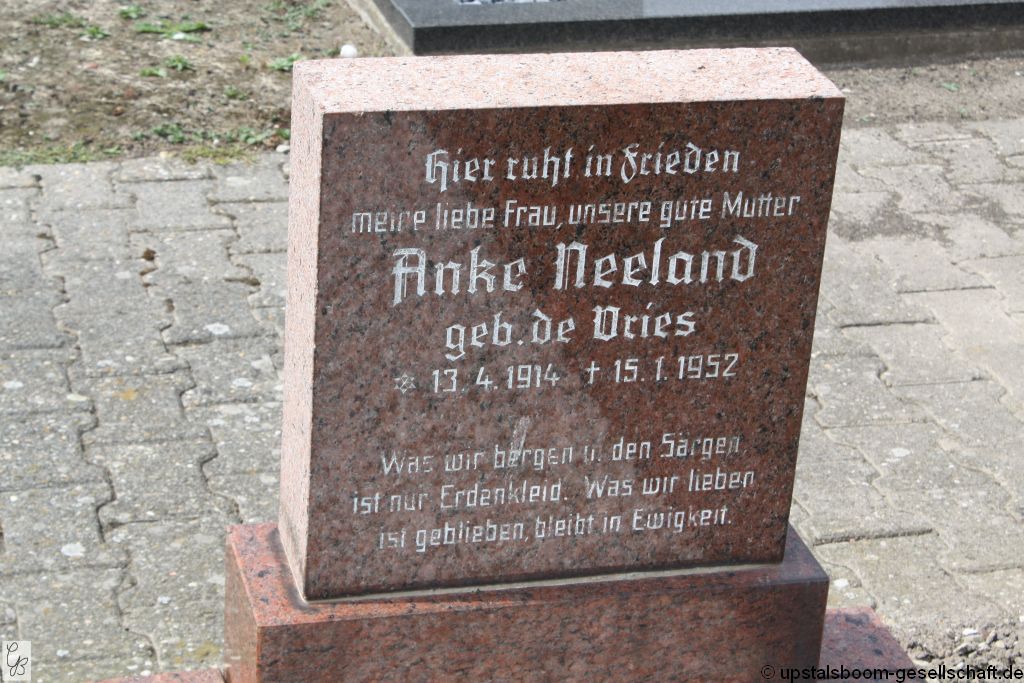 Hier ruht in Frieden
meine liebe Frau, unsere gute Mutter
Anke Neeland
geb. de Vries
* 13. 4. 1914 † 15. 1. 1952
Was wir bergen in den Särgen,
ist nur Erdenkleid. Was wir lieben
ist geblieben, bleibt in Ewigkeit.
GB
© upstalsboom-gesellschaft.de